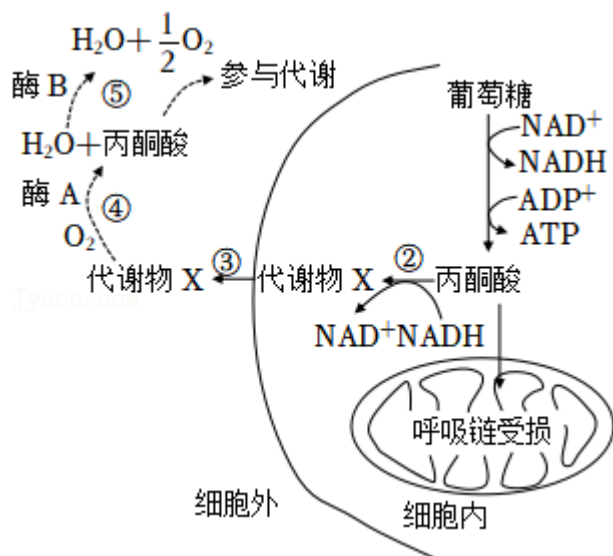 H₂O+1/2O₂
酶 B
⑤
参与代谢
H₂O+丙酮酸
酶 A
④
O₂
代谢物 X
③
代谢物 X
②
丙酮酸
NAD⁺NADH
葡萄糖
NAD⁺
NADH
ADP⁺
ATP
呼吸链受损
细胞外
细胞内
Jyeoo.com